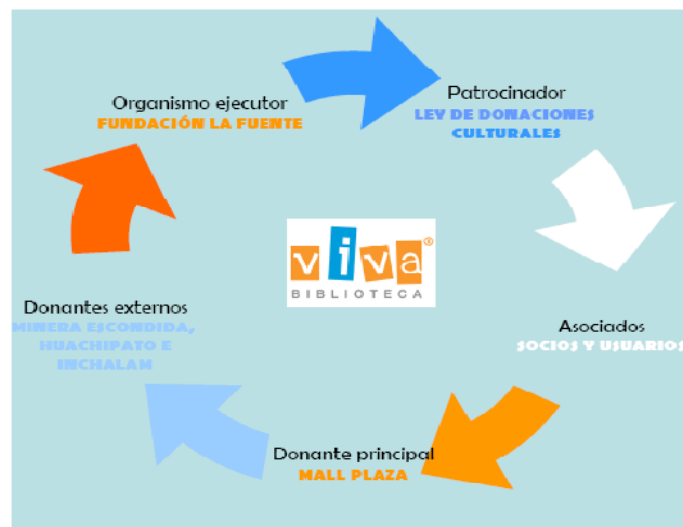 Organismo ejecutor
FUNDACIÓN LA FUENTE
Patrocinador
LEY DE DONACIONES
CULTURALES
viva®
BIBLIOTECA
Donantes externos
MINERA ESCONDIDA,
HUACHIPATO E
INCHALAM
Asociados
SOCIOS Y USUARIOS
Donante principal
MALL PLAZA